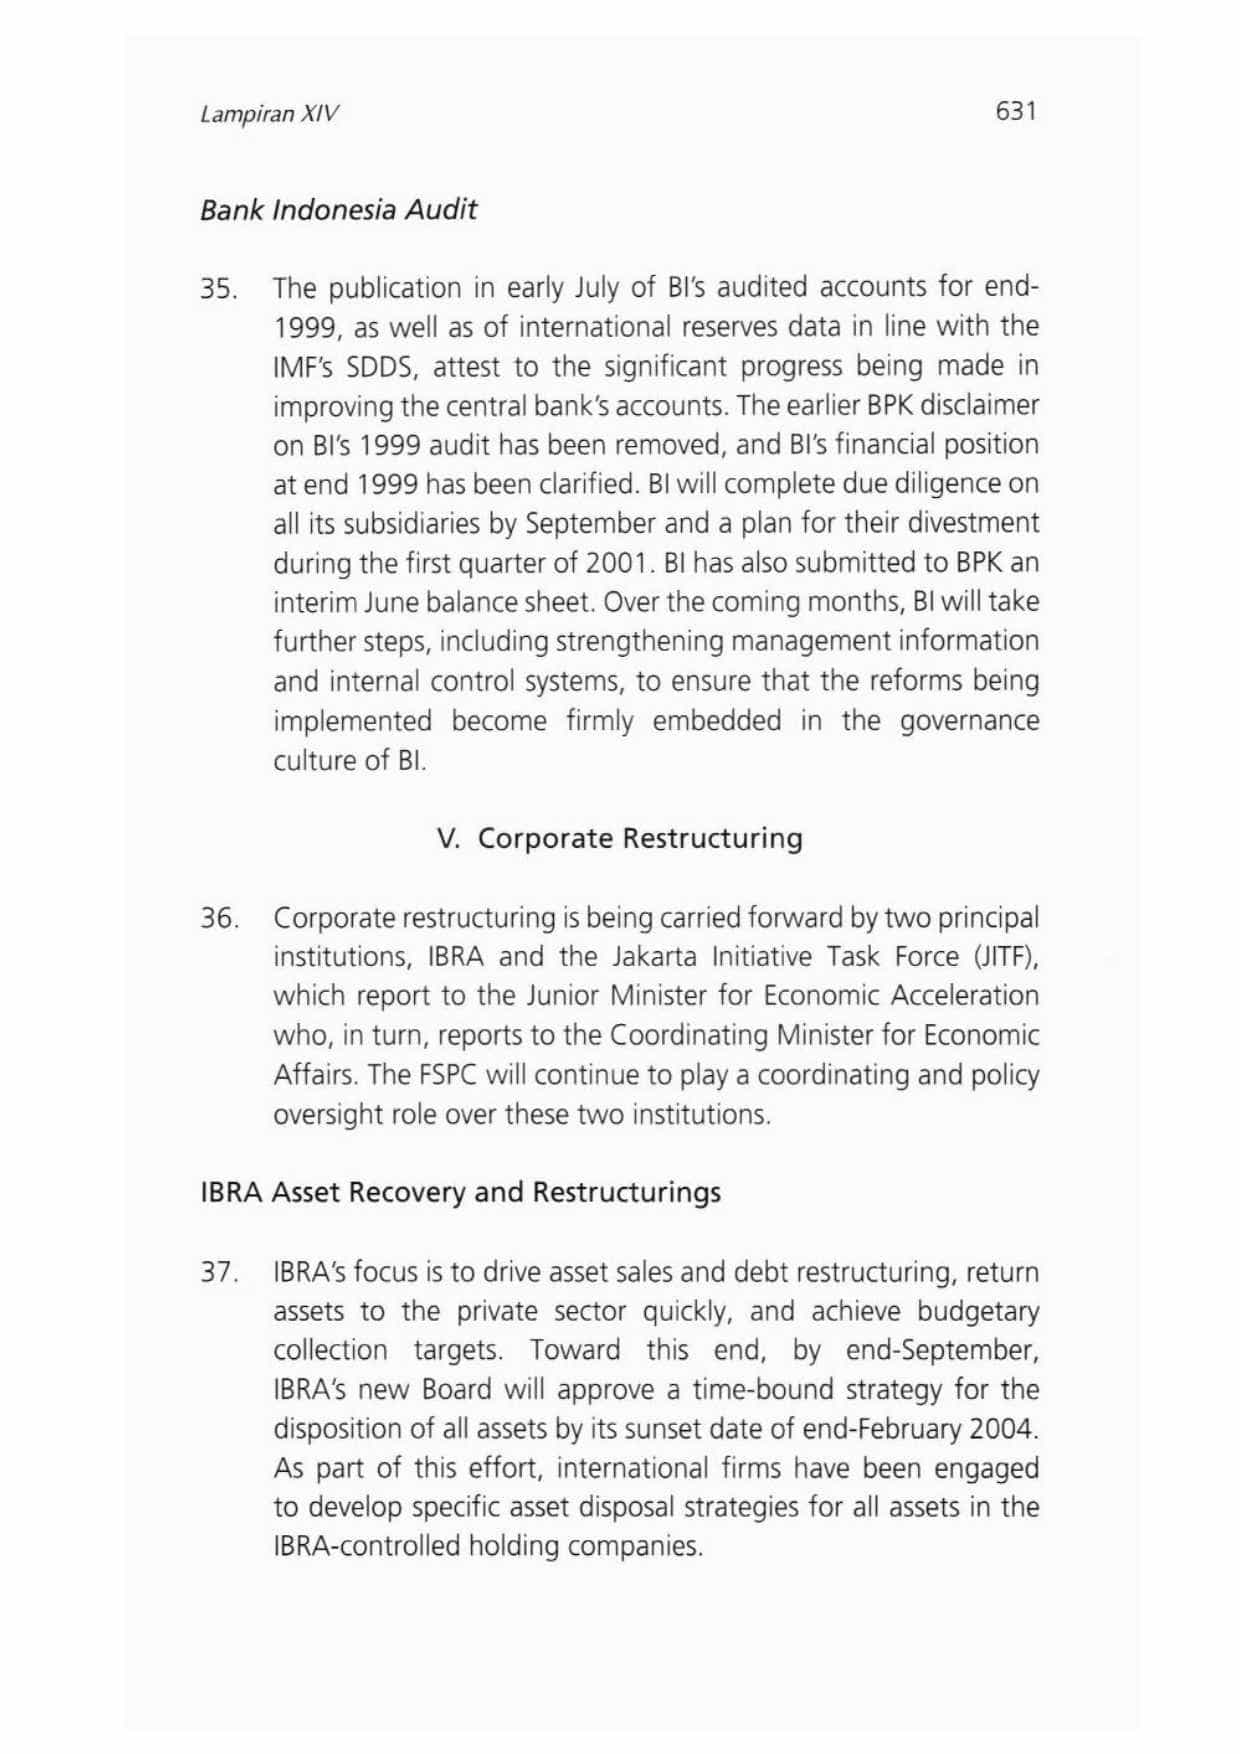 Lampiran XIV 631
Bank Indonesia Audit
35. The publication in early July of BI's audited accounts for end-
1999, as well as of international reserves data in line with the
IMF's SDDS, attest to the significant progress being made in
improving the central bank's accounts. The earlier BPK disclaimer
on BI's 1999 audit has been removed, and BI's financial position
at end 1999 has been clarified. BI will complete due diligence on
all its subsidiaries by September and a plan for their divestment
during the first quarter of 2001. BI has also submitted to BPK an
interim June balance sheet. Over the coming months, BI will take
further steps, including strengthening management information
and internal control systems, to ensure that the reforms being
implemented become firmly embedded in the governance
culture of BI.
V. Corporate Restructuring
36. Corporate restructuring is being carried forward by two principal
institutions, IBRA and the Jakarta Initiative Task Force (JITF),
which report to the Junior Minister for Economic Acceleration
who, in turn, reports to the Coordinating Minister for Economic
Affairs. The FSPC will continue to play a coordinating and policy
oversight role over these two institutions.
IBRA Asset Recovery and Restructurings
37. IBRA's focus is to drive asset sales and debt restructuring, return
assets to the private sector quickly, and achieve budgetary
collection targets. Toward this end, by end-September,
IBRA's new Board will approve a time-bound strategy for the
disposition of all assets by its sunset date of end-February 2004.
As part of this effort, international firms have been engaged
to develop specific asset disposal strategies for all assets in the
IBRA-controlled holding companies.